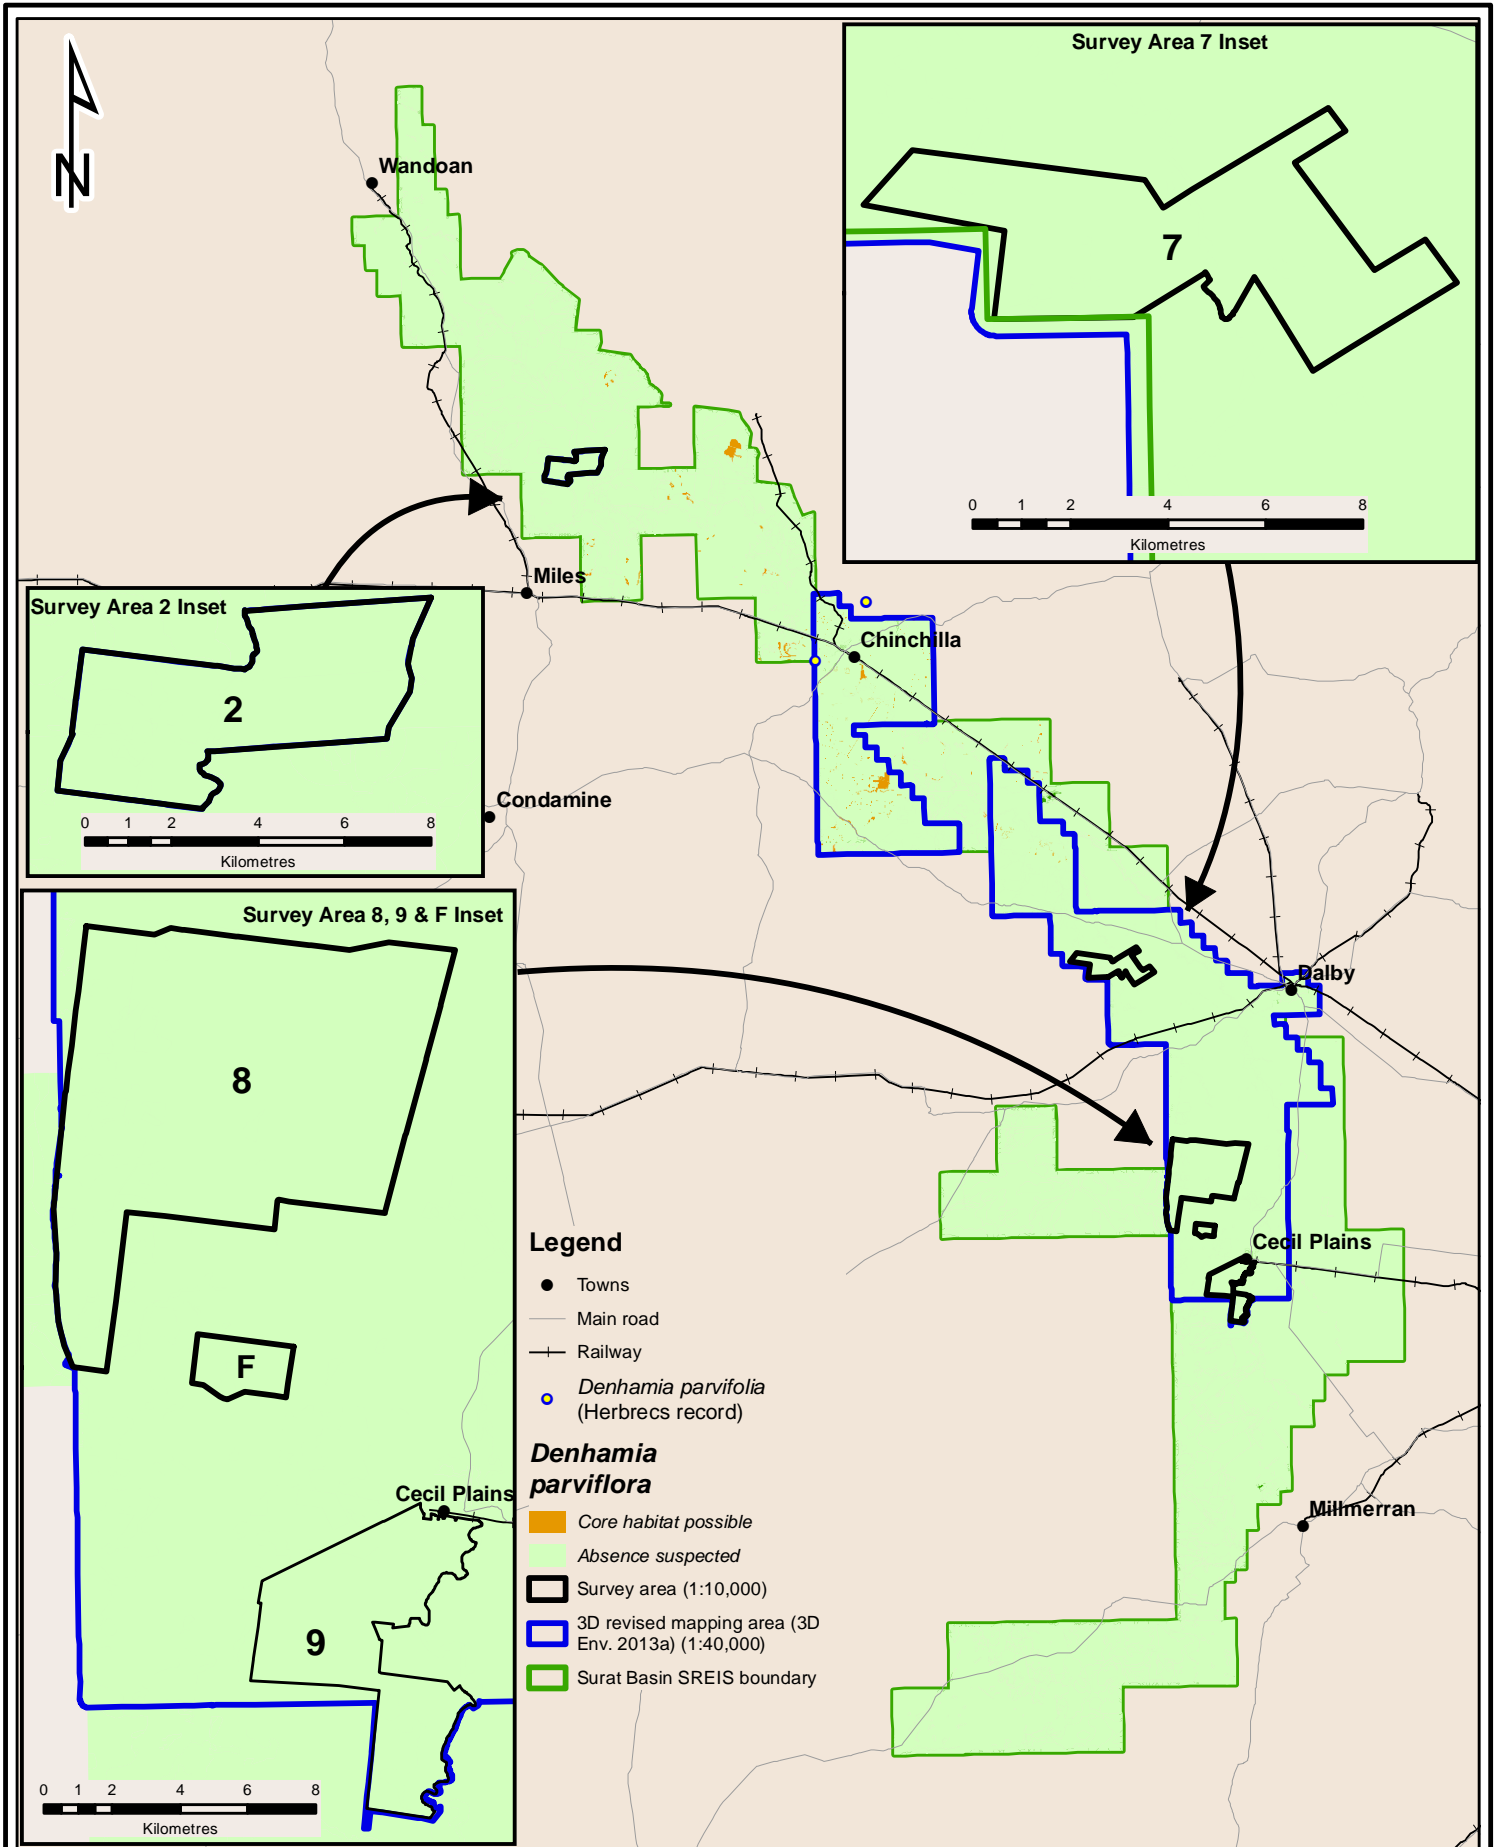 Survey Area 7 Inset
N
Wandoan
7
0 1 2 4 6 8
Kilometres
Miles
Survey Area 2 Inset
2
0 1 2 4 6 8
Kilometres
Chinchilla
Condamine
Survey Area 8, 9 & F Inset
8
F
Cecil Plains
9
0 1 2 4 6 8
Kilometres
Dalby
Cecil Plains
Millmerran
Legend
Towns
Main road
Railway
Denhamia parvifolia
(Herbrecs record)
Denhamia
parviflora
Core habitat possible
Absence suspected
Survey area (1:10,000)
3D revised mapping area (3D
Env. 2013a) (1:40,000)
Surat Basin SREIS boundary